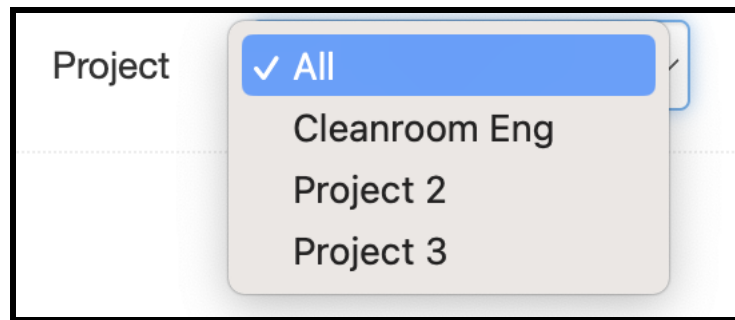 Project
✓ All
Cleanroom Eng
Project 2
Project 3